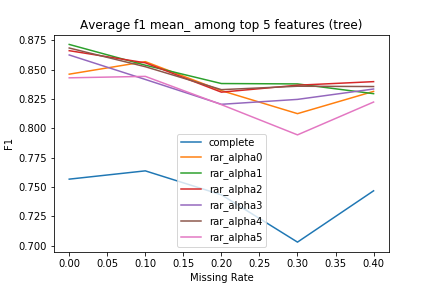 Average f1 mean_ among top 5 features (tree)
F1
0.875
0.850
0.825
0.800
0.775
0.750
0.725
0.700
complete
rar_alpha0
rar_alpha1
rar_alpha2
rar_alpha3
rar_alpha4
rar_alpha5
0.00 0.05 0.10 0.15 0.20 0.25 0.30 0.35 0.40
Missing Rate